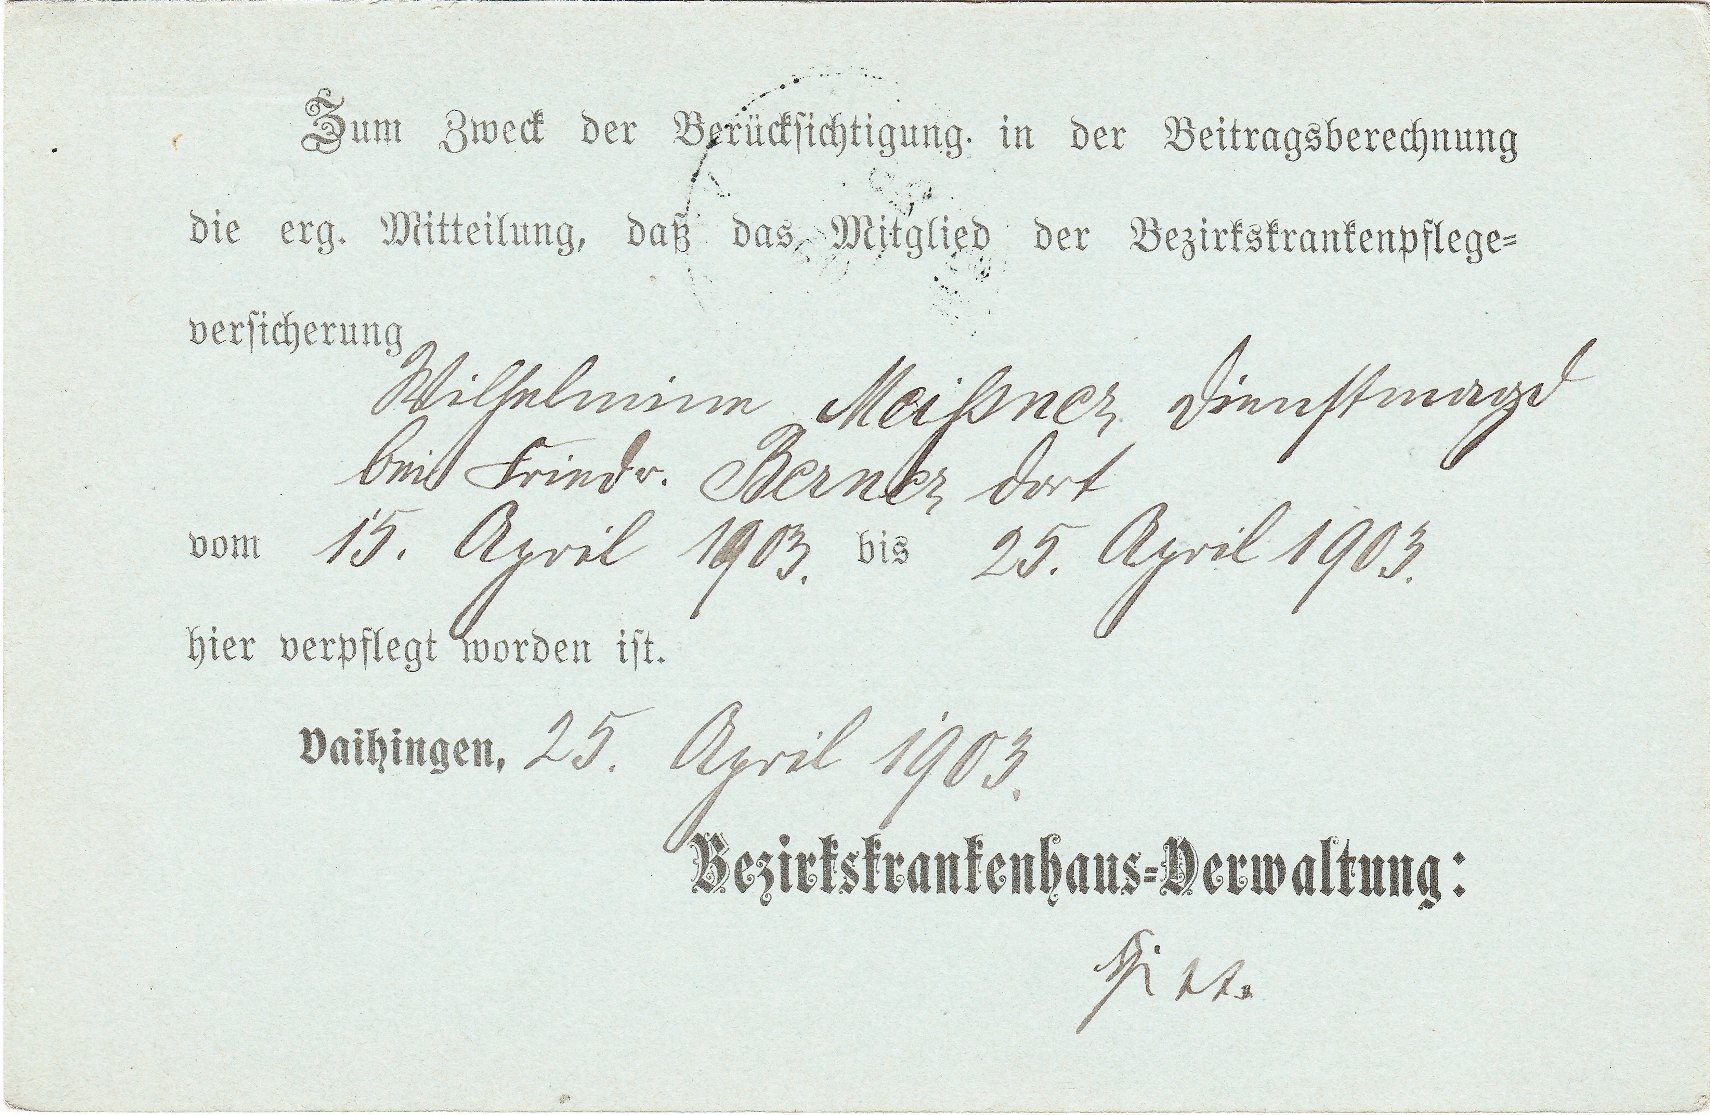 Zum Zweck der Berücksichtigung in der Beitragsberechnung
die erg. Mitteilung, daß das Mitglied der Bezirkskrankenpflege=
versicherung
Wilhelmine Meißner Dienstmagd
bei Friedr. Berner dort
vom 15. April 1903. bis 25. April 1903.
hier verpflegt worden ist.
Vaihingen, 25. April 1903.
Bezirkskrankenhaus=Verwaltung: